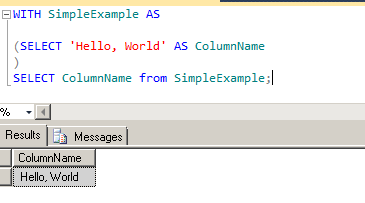 WITH SimpleExample AS
(SELECT 'Hello, World' AS ColumnName
)
SELECT ColumnName from SimpleExample;
%
Results Messages
ColumnName
Hello, World